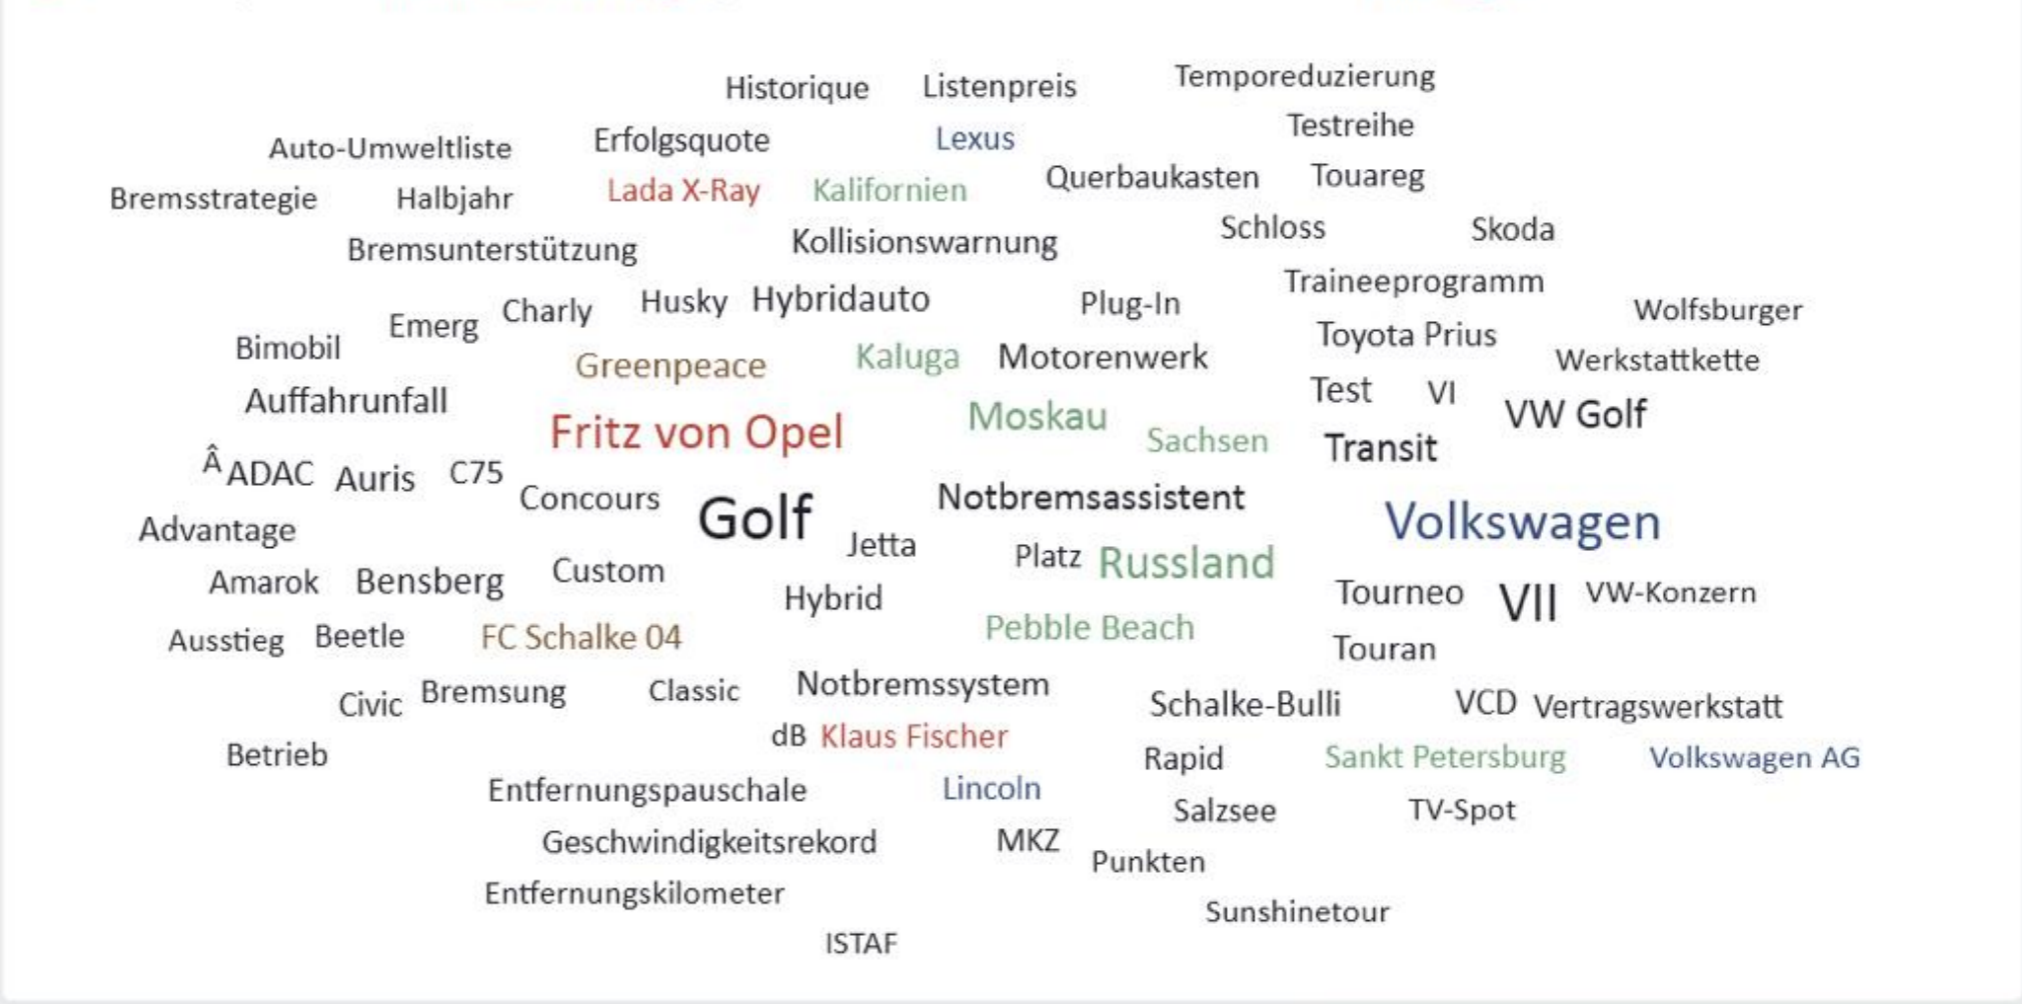 Historique Listenpreis Temporeduzierung
Auto-Umweltliste Erfolgsquote Lexus Testreihe
Bremsstrategie Halbjahr Lada X-Ray Kalifornien Querbaukasten Touareg
Bremsunterstützung Kollisionswarnung Schloss Skoda
Emerg Charly Husky Hybridauto Plug-In Traineeprogramm Wolfsburger
Bimobil Greenpeace Kaluga Motorenwerk Toyota Prius Werkstattkette
Auffahrunfall Fritz von Opel Moskau Sachsen Test VI VW Golf
Â ADAC Auris C75 Transit
Advantage Concours Golf Jetta Notbremsassistent Volkswagen
Amarok Bensberg Custom Hybrid Platz Russland Tourneo VII VW-Konzern
Ausstieg Beetle FC Schalke 04 Pebble Beach Touran
Civic Bremsung Classic Notbremssystem Schalke-Bulli VCD Vertragswerkstatt
Betrieb dB Klaus Fischer Rapid Sankt Petersburg Volkswagen AG
Entfernungspauschale Lincoln Salzsee TV-Spot
Geschwindigkeitsrekord MKZ Punkten
Entfernungskilometer Sunshinetour
ISTAF